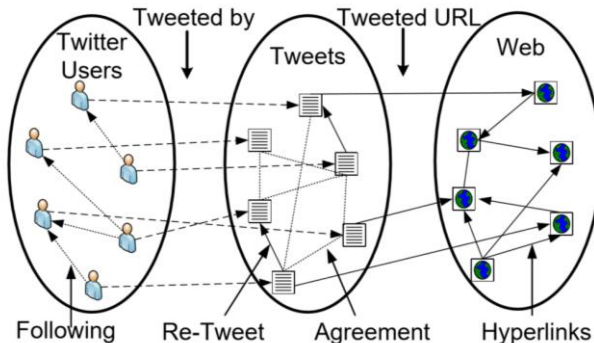 Tweeted by
Tweeted URL
Twitter
Users
Tweets
Web
Following
Re-Tweet
Agreement
Hyperlinks